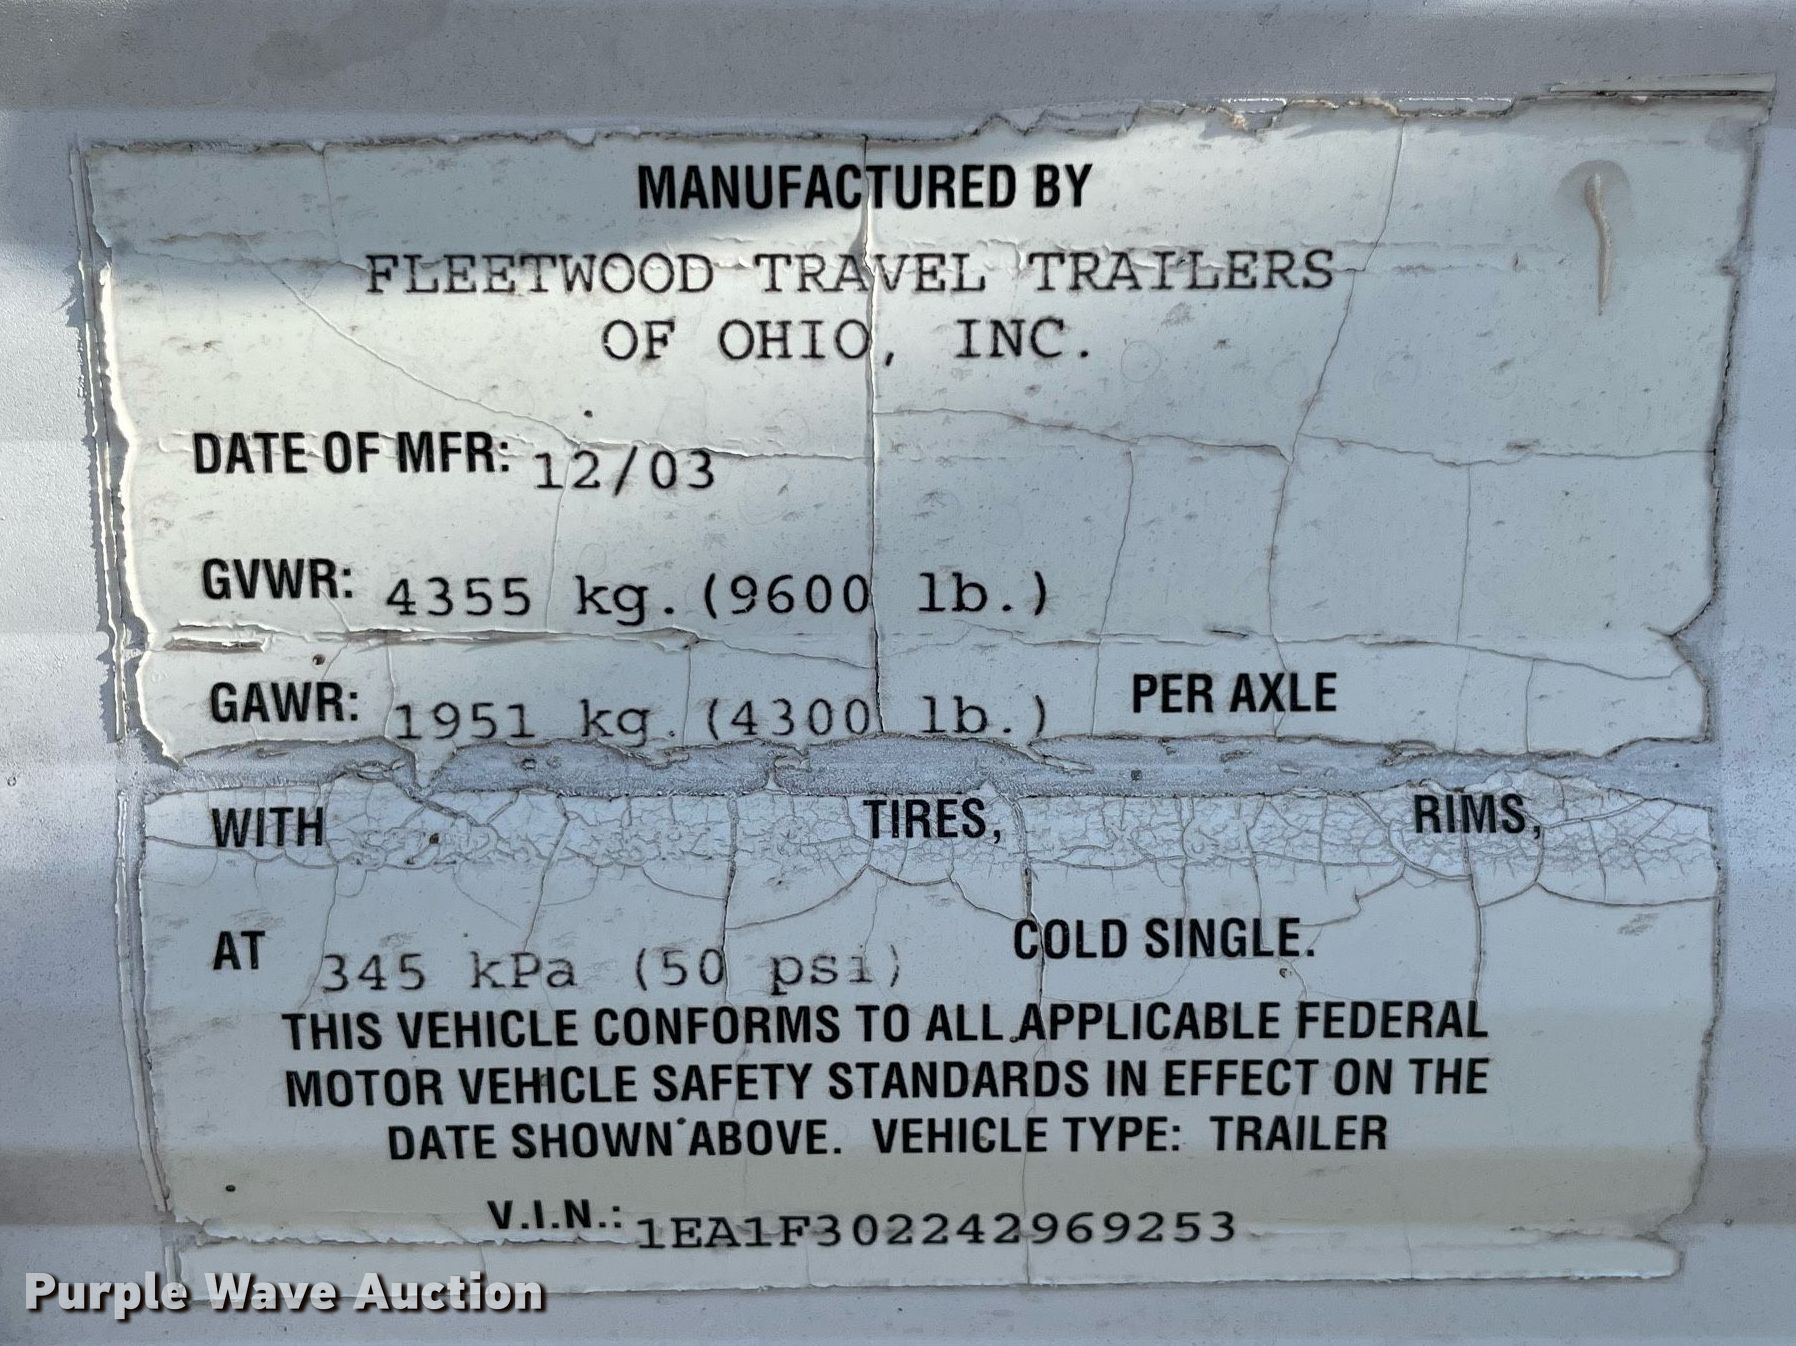 MANUFACTURED BY
FLEETWOOD TRAVEL TRAILERS
OF OHIO, INC.
DATE OF MFR: 12/03
GVWR: 4355 kg.(9600 lb.)
GAWR: 1951 kg.(4300 lb.) PER AXLE
WITH TIRES, RIMS,
AT 345 kPa (50 psi) COLD SINGLE.
THIS VEHICLE CONFORMS TO ALL APPLICABLE FEDERAL
MOTOR VEHICLE SAFETY STANDARDS IN EFFECT ON THE
DATE SHOWN ABOVE. VEHICLE TYPE: TRAILER
V.I.N.: 1EA1F302242969253
Purple Wave Auction